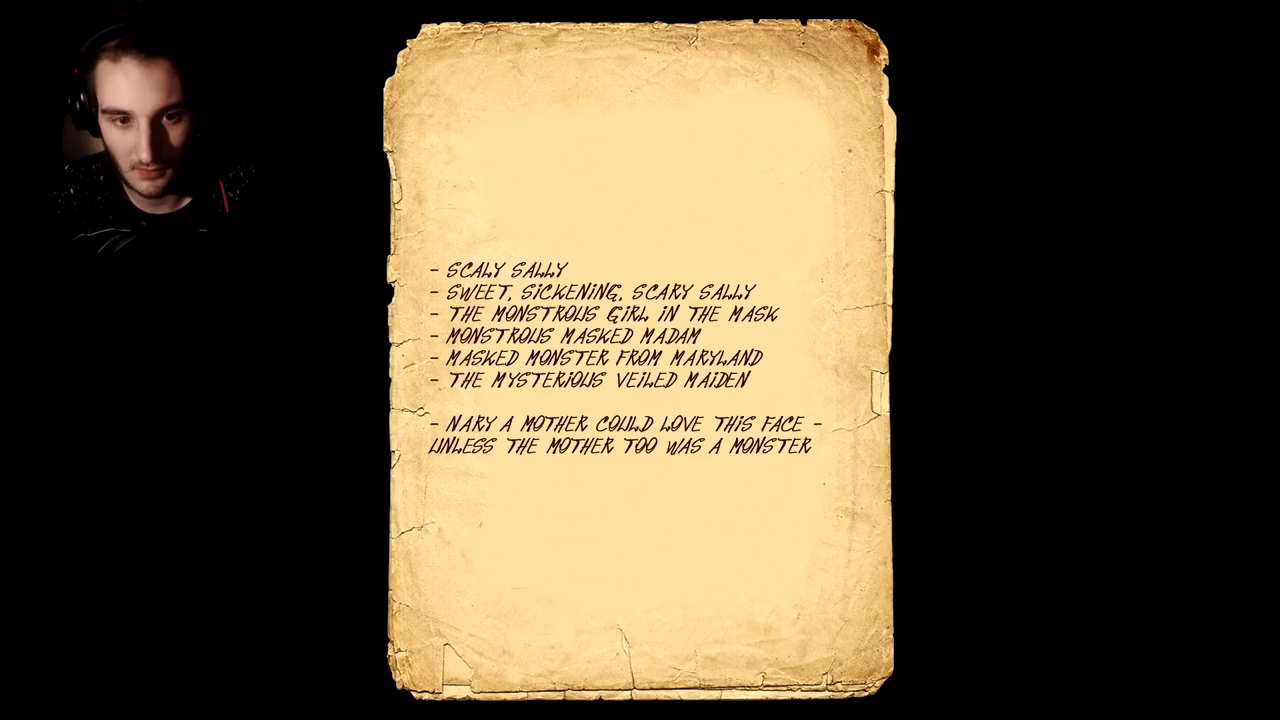 - SCALY SALLY
- SWEET, SICKENING, SCARY SALLY
- THE MONSTROUS GIRL IN THE MASK
- MONSTROUS MASKED MADAM
- MASKED MONSTER FROM MARYLAND
- THE MYSTERIOUS VEILED MAIDEN
- NARY A MOTHER COULD LOVE THIS FACE -
UNLESS THE MOTHER TOO WAS A MONSTER